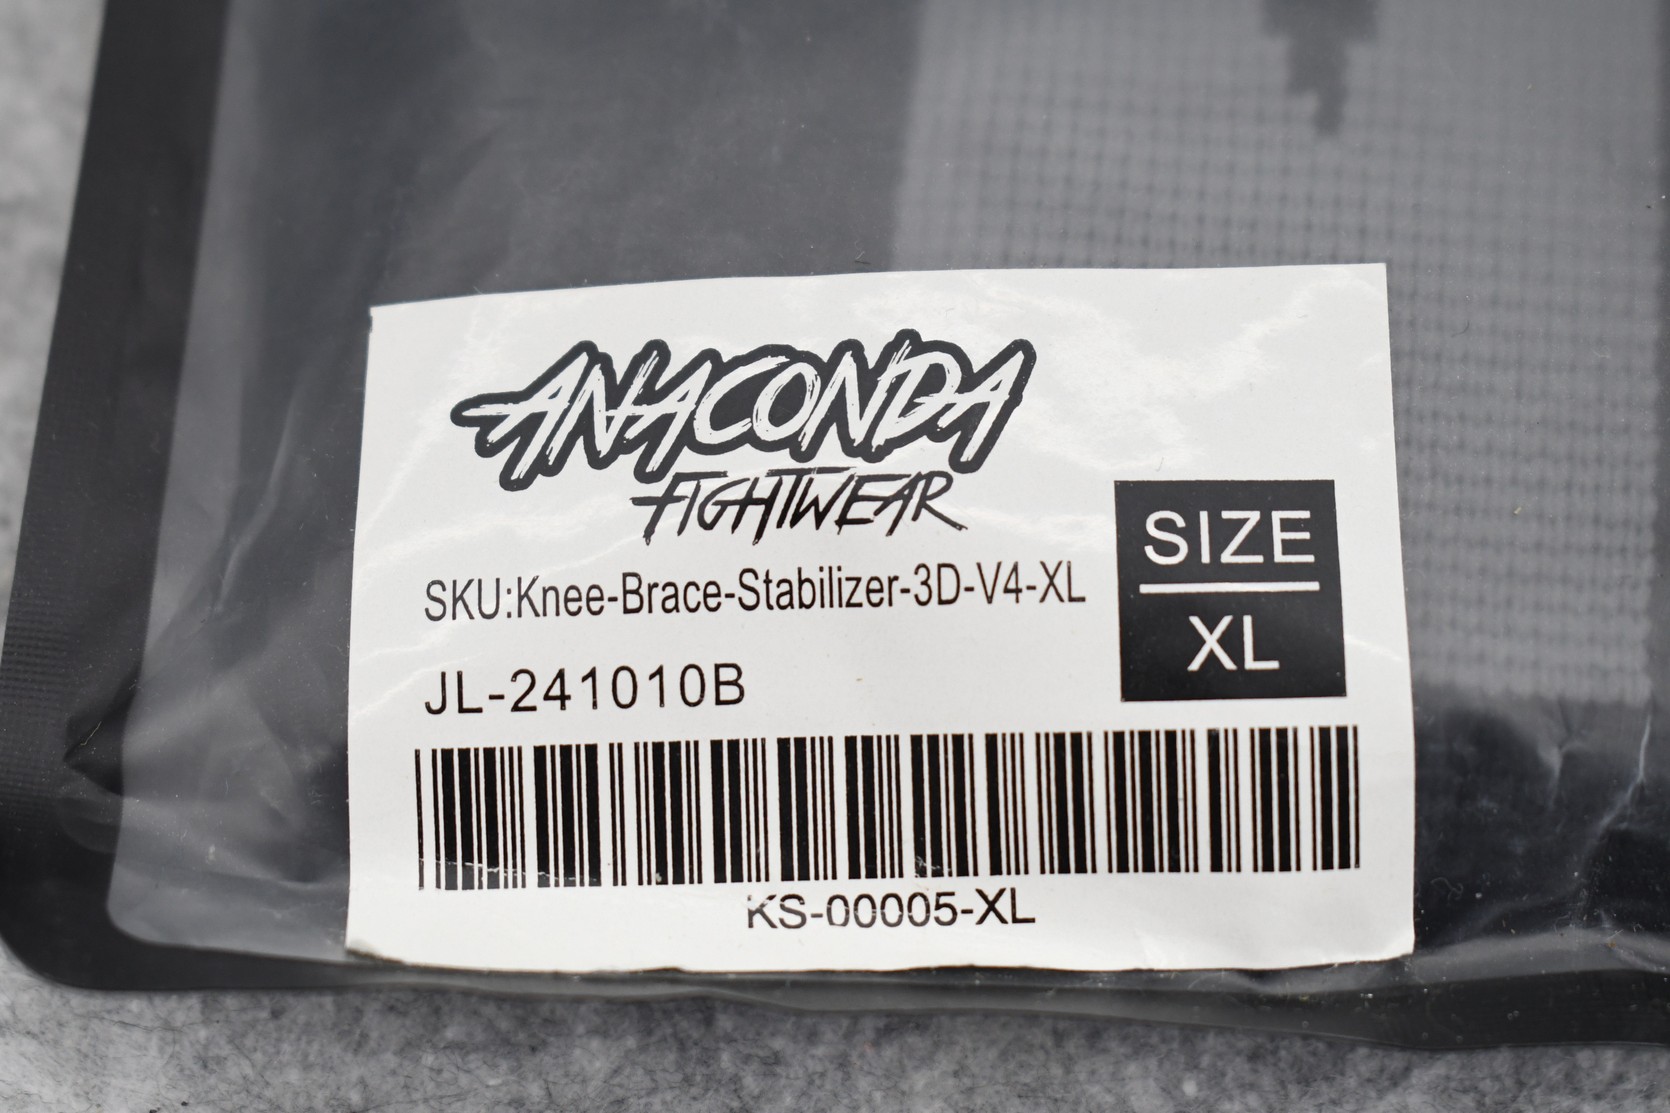 ANACONDA
FIGHTWEAR
SKU:Knee-Brace-Stabilizer-3D-V4-XL
JL-241010B
SIZE
XL
KS-00005-XL